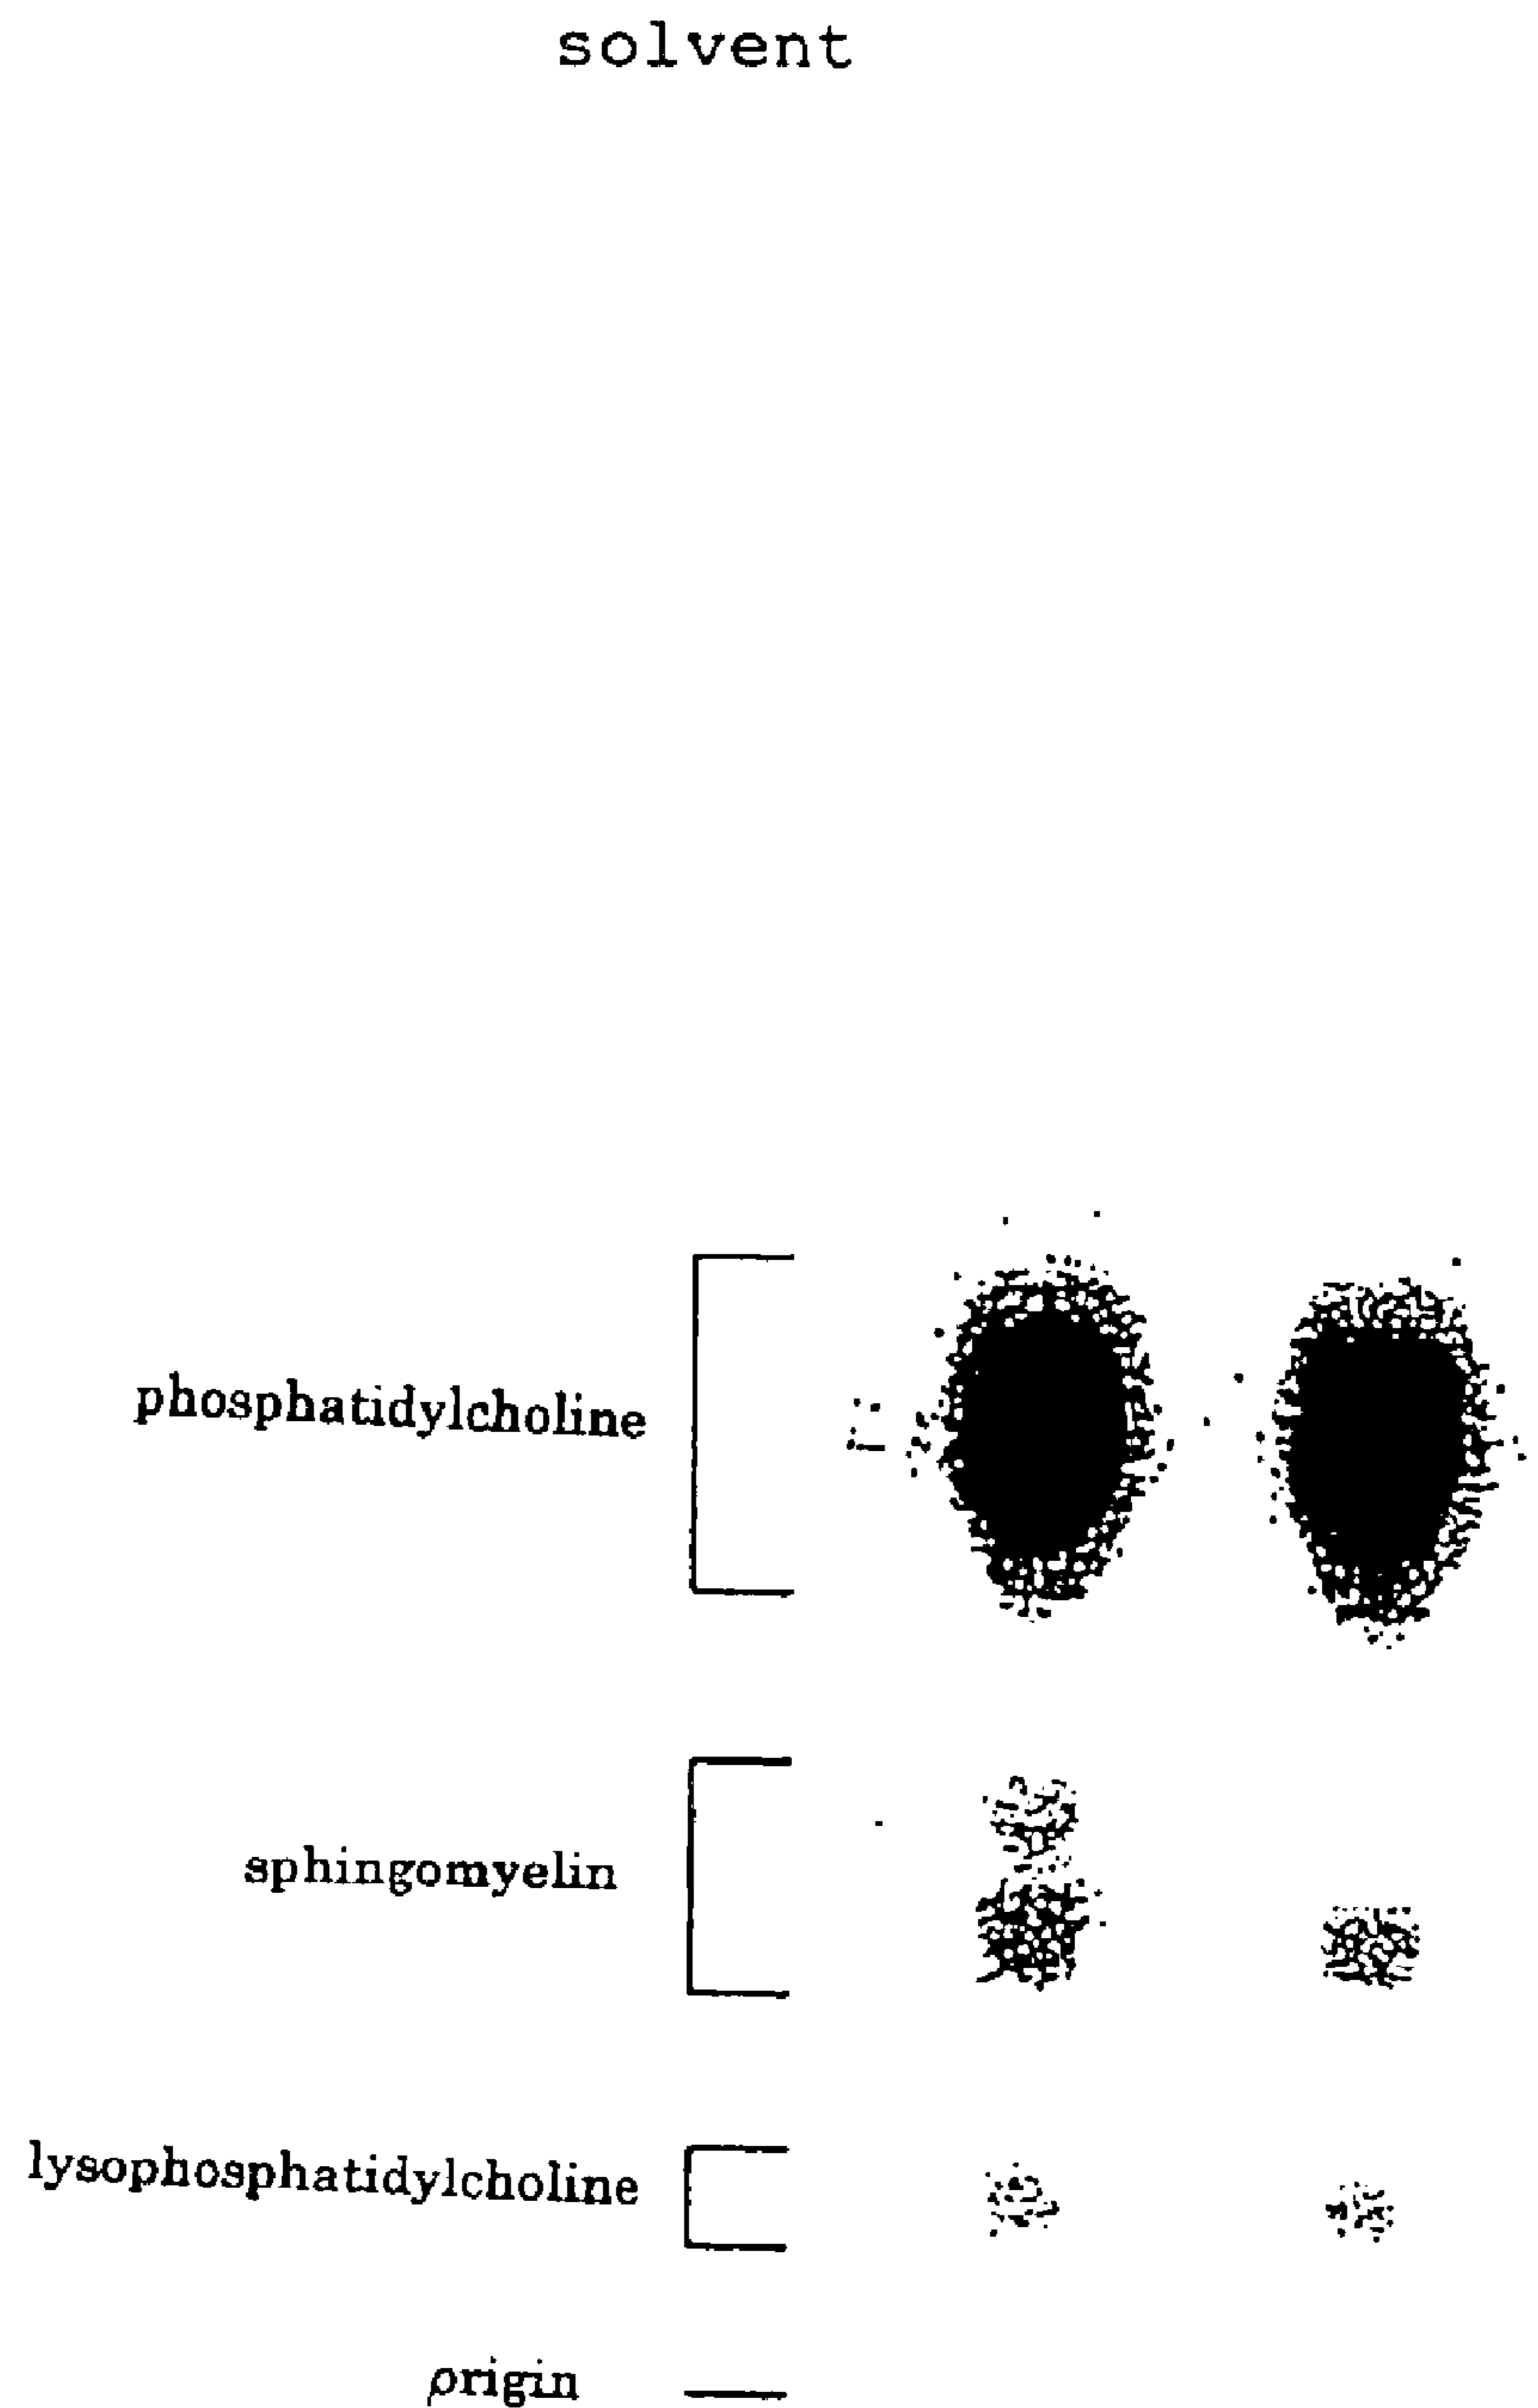 solvent
phosphatidylcholine
sphingomyelin
lysophosphatidylcholine
origin